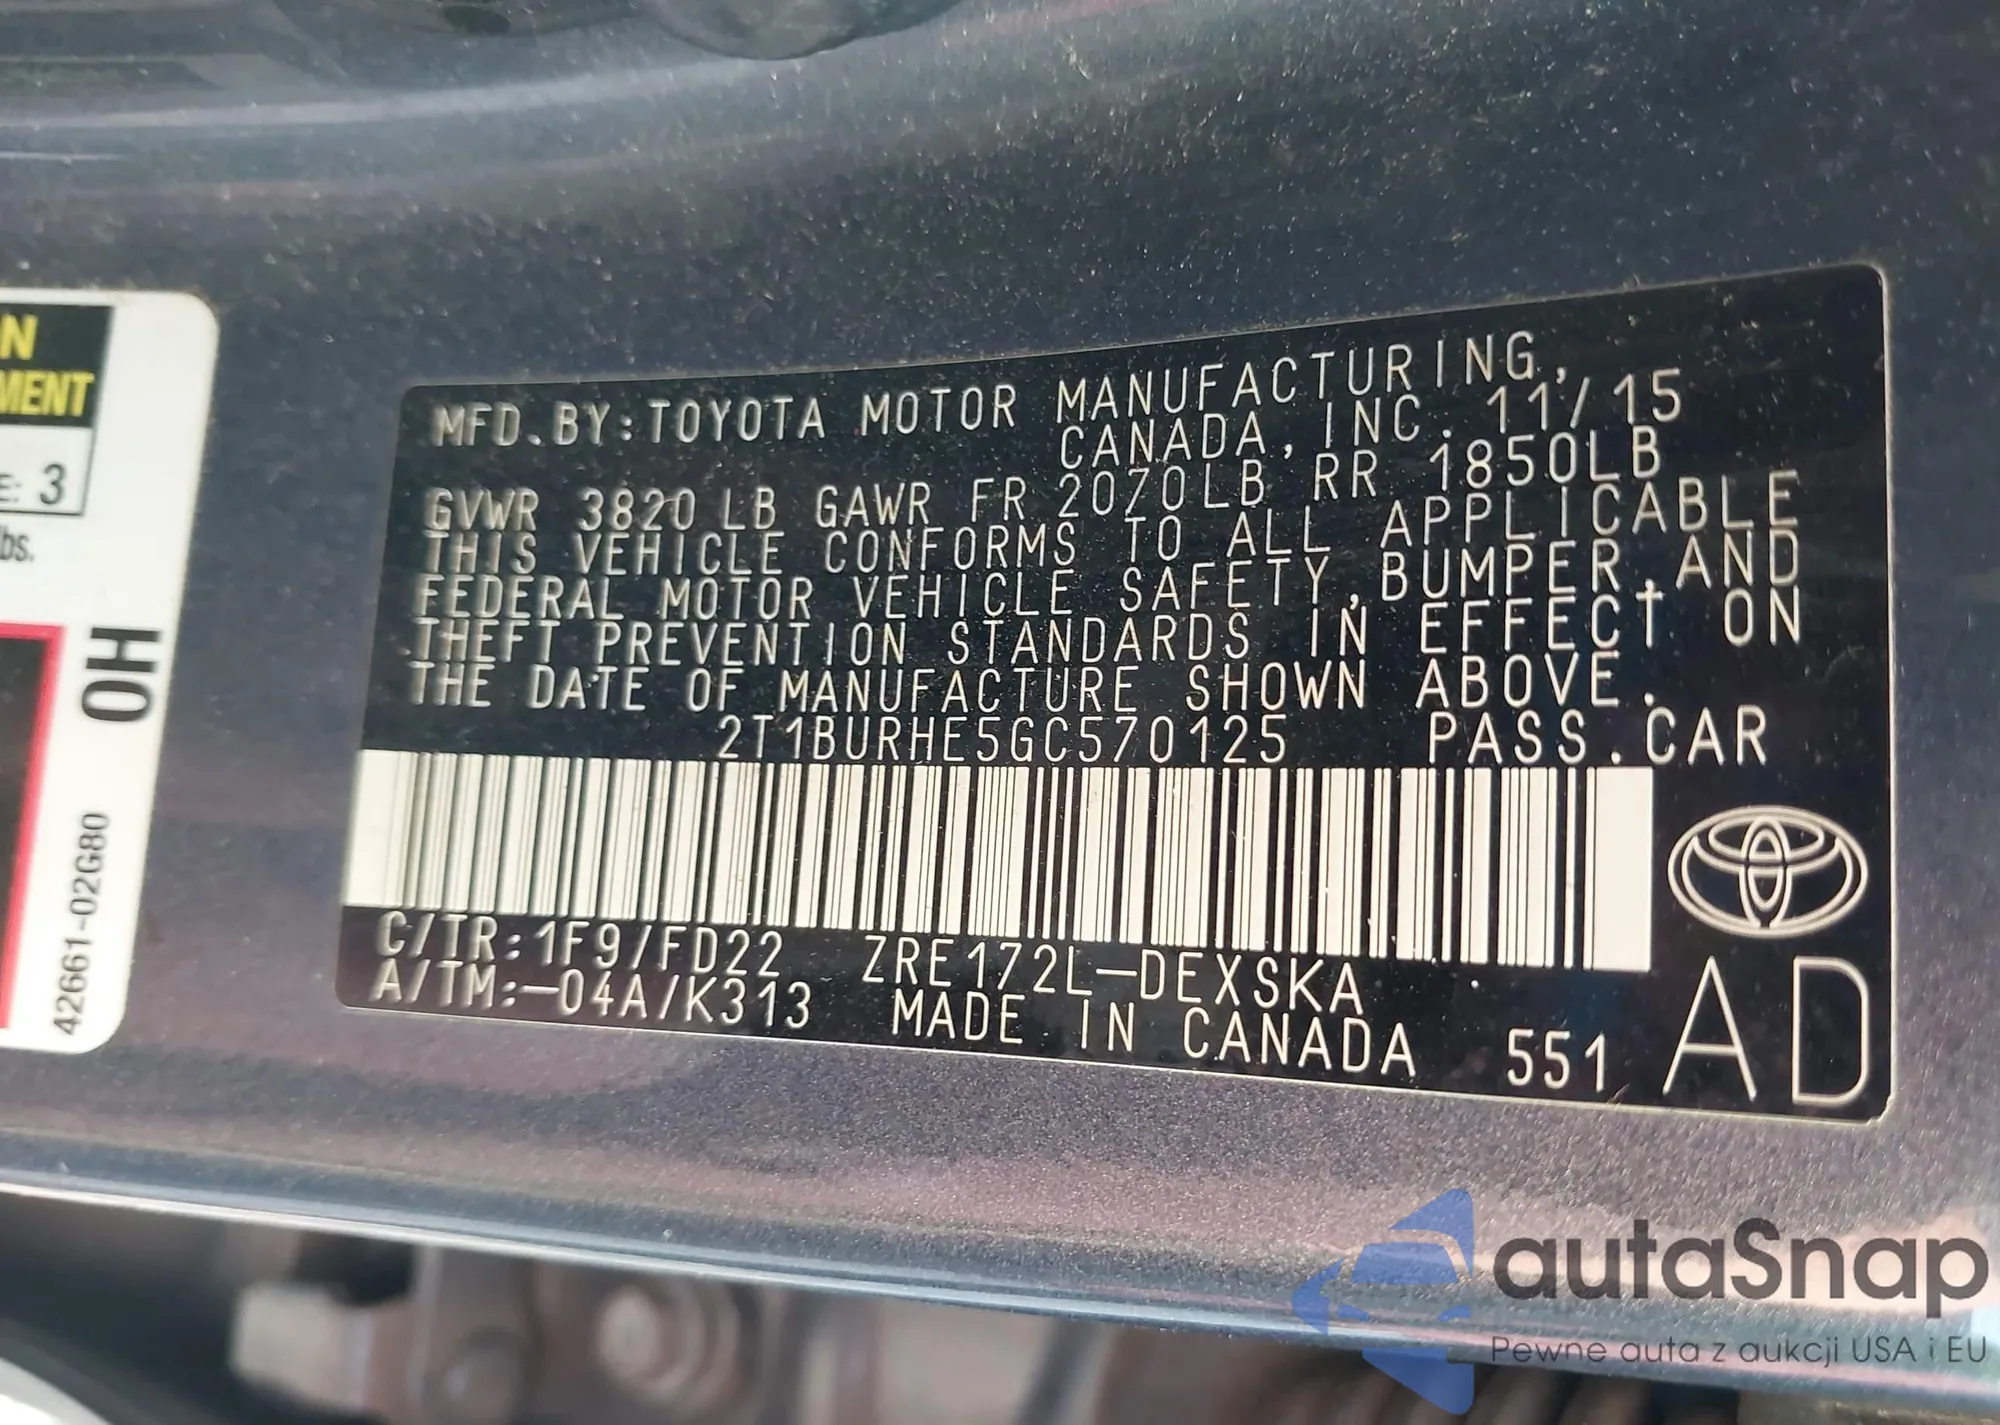 N
MENT
E: 3
bs.
OH
42661-02G80
MFD.BY:TOYOTA MOTOR MANUFACTURING,
CANADA, INC. 11/15
GVWR 3820 LB GAWR FR 2070LB RR 1850LB
THIS VEHICLE CONFORMS TO ALL APPLICABLE
FEDERAL MOTOR VEHICLE SAFETY,BUMPER,AND
THEFT PREVENTION STANDARDS IN EFFECT ON
THE DATE OF MANUFACTURE SHOWN ABOVE.
2T1BURHE5GC570125 PASS.CAR
C/TR:1F9/FD22 ZRE172L-DEXSKA
A/TM:-04A/K313 MADE IN CANADA 551
AD
autaSnap
Pewne auta z aukcji USA i EU